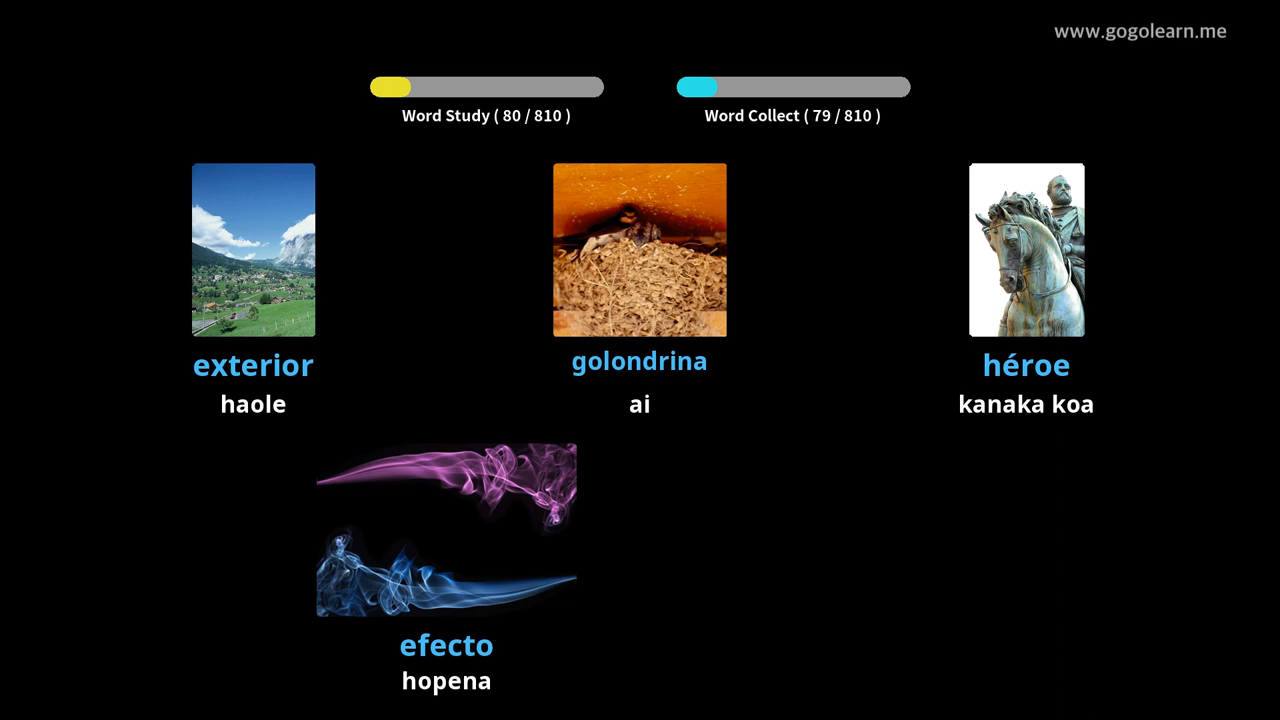 www.gogolearn.me
Word Study ( 80 / 810 )
Word Collect ( 79 / 810 )
exterior
haole
golondrina
ai
héroe
kanaka koa
efecto
hopena